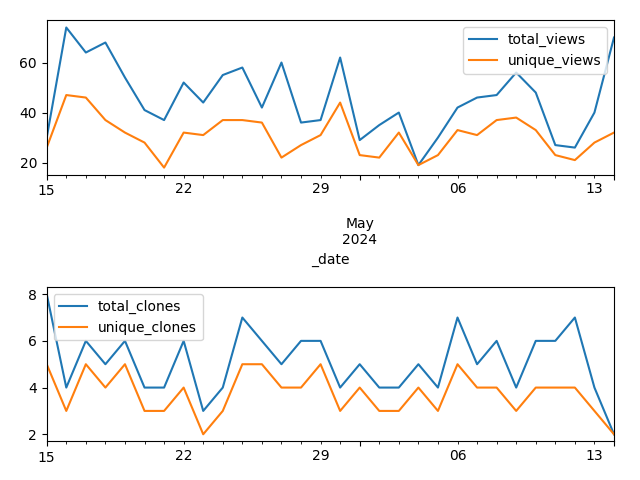 total_views
unique_views
60
40
20
15 22 29 06 13
May
2024
_date
8
total_clones
unique_clones
6
4
2
15 22 29 06 13